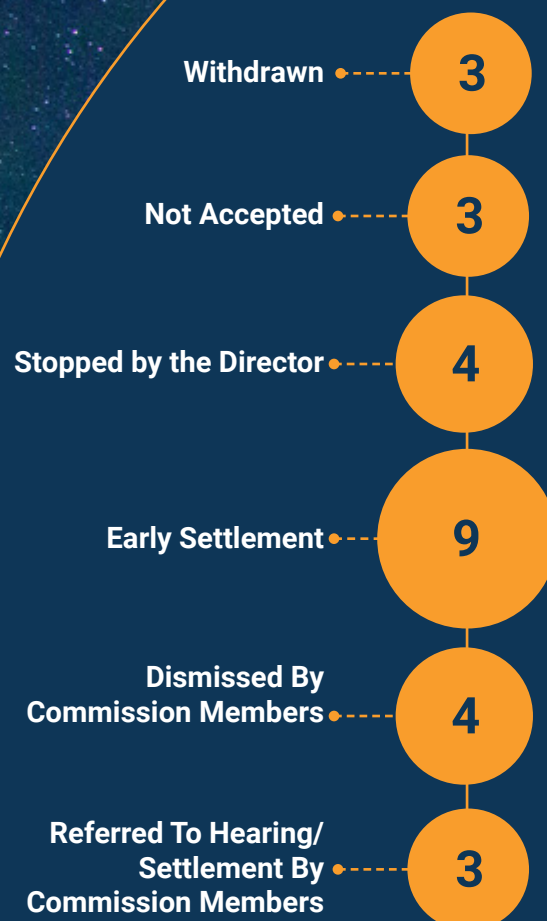 Withdrawn 3
Not Accepted 3
Stopped by the Director 4
Early Settlement 9
Dismissed By
Commission Members 4
Referred To Hearing/
Settlement By 3
Commission Members